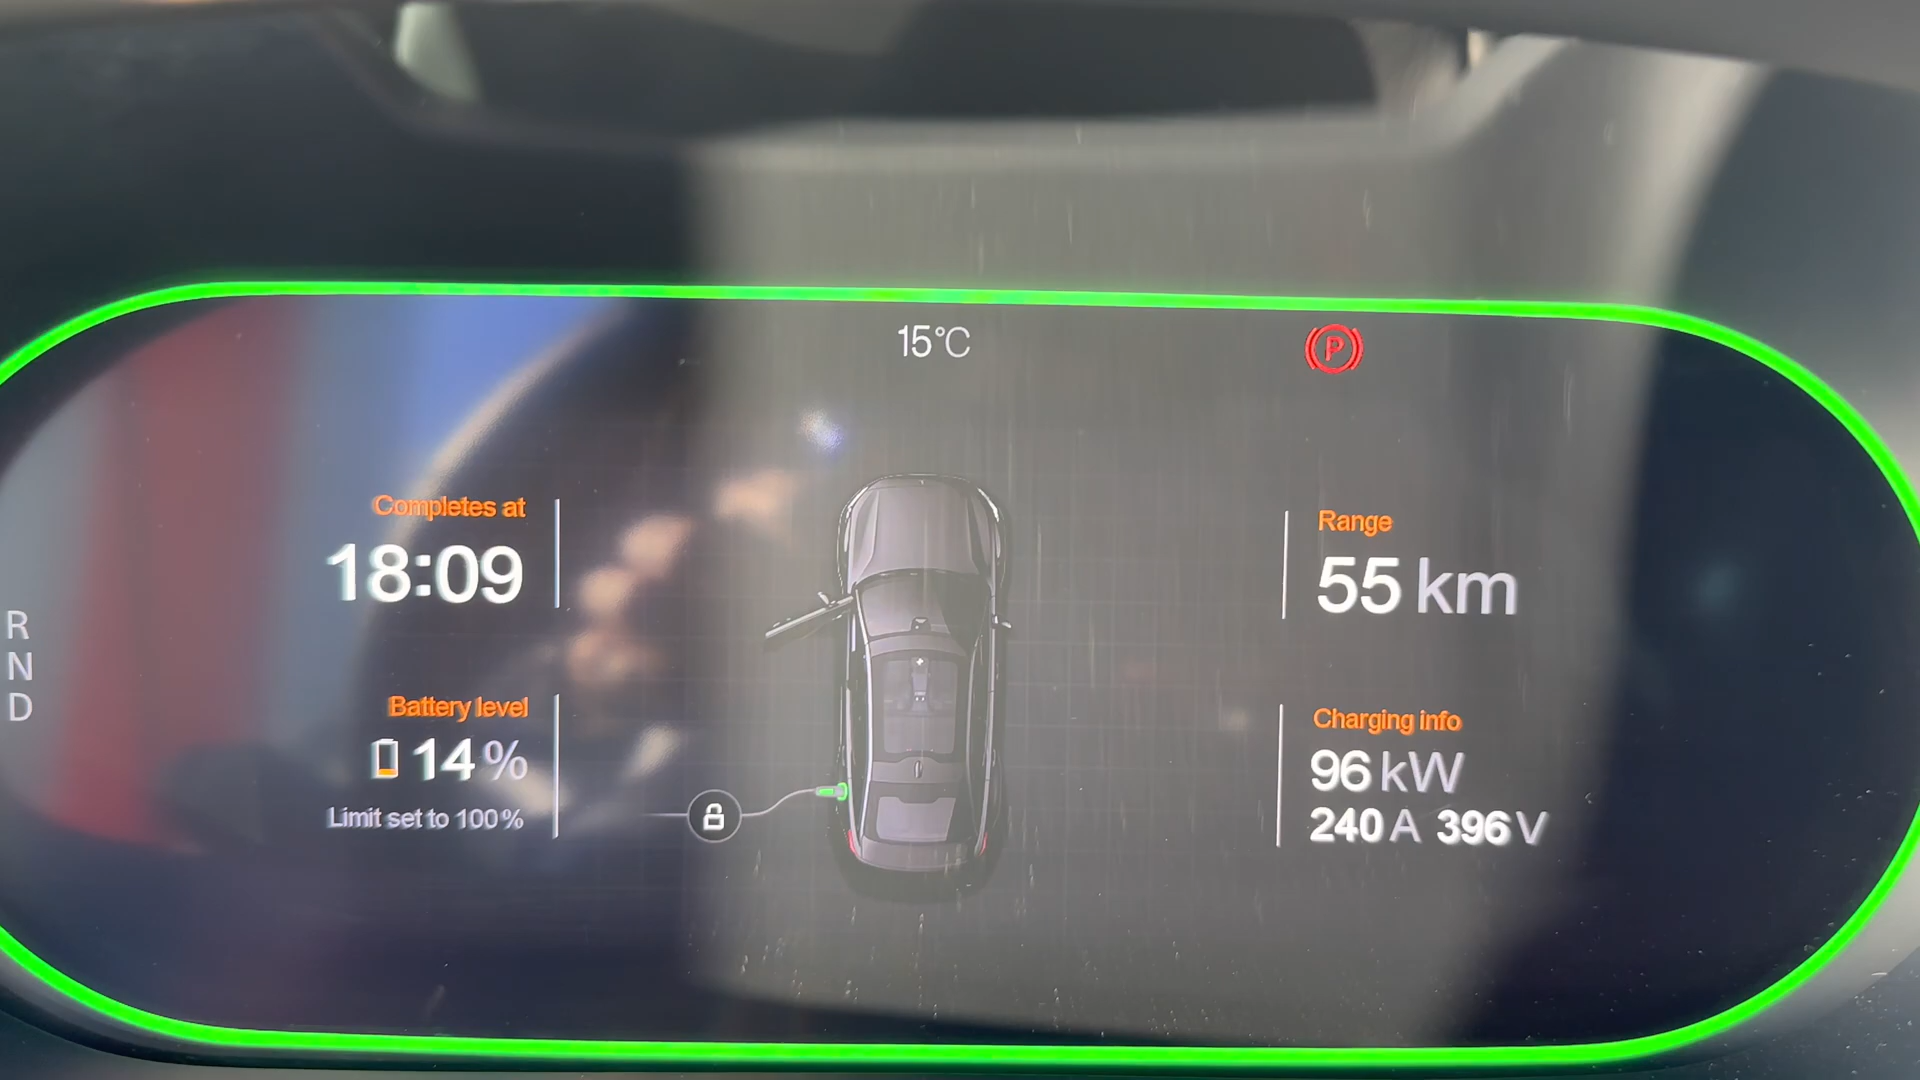 15°C
P
Completes at
18:09
Range
55 km
R
N
D
Battery level
14 %
Limit set to 100%
Charging info
96 kW
240 A 396 V